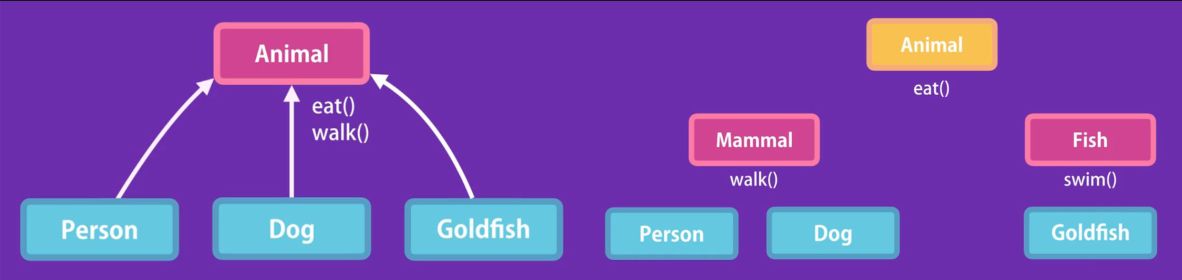 Animal
eat()
walk()
Person
Dog
Goldfish
Animal
eat()
Mammal
walk()
Fish
swim()
Person
Dog
Goldfish